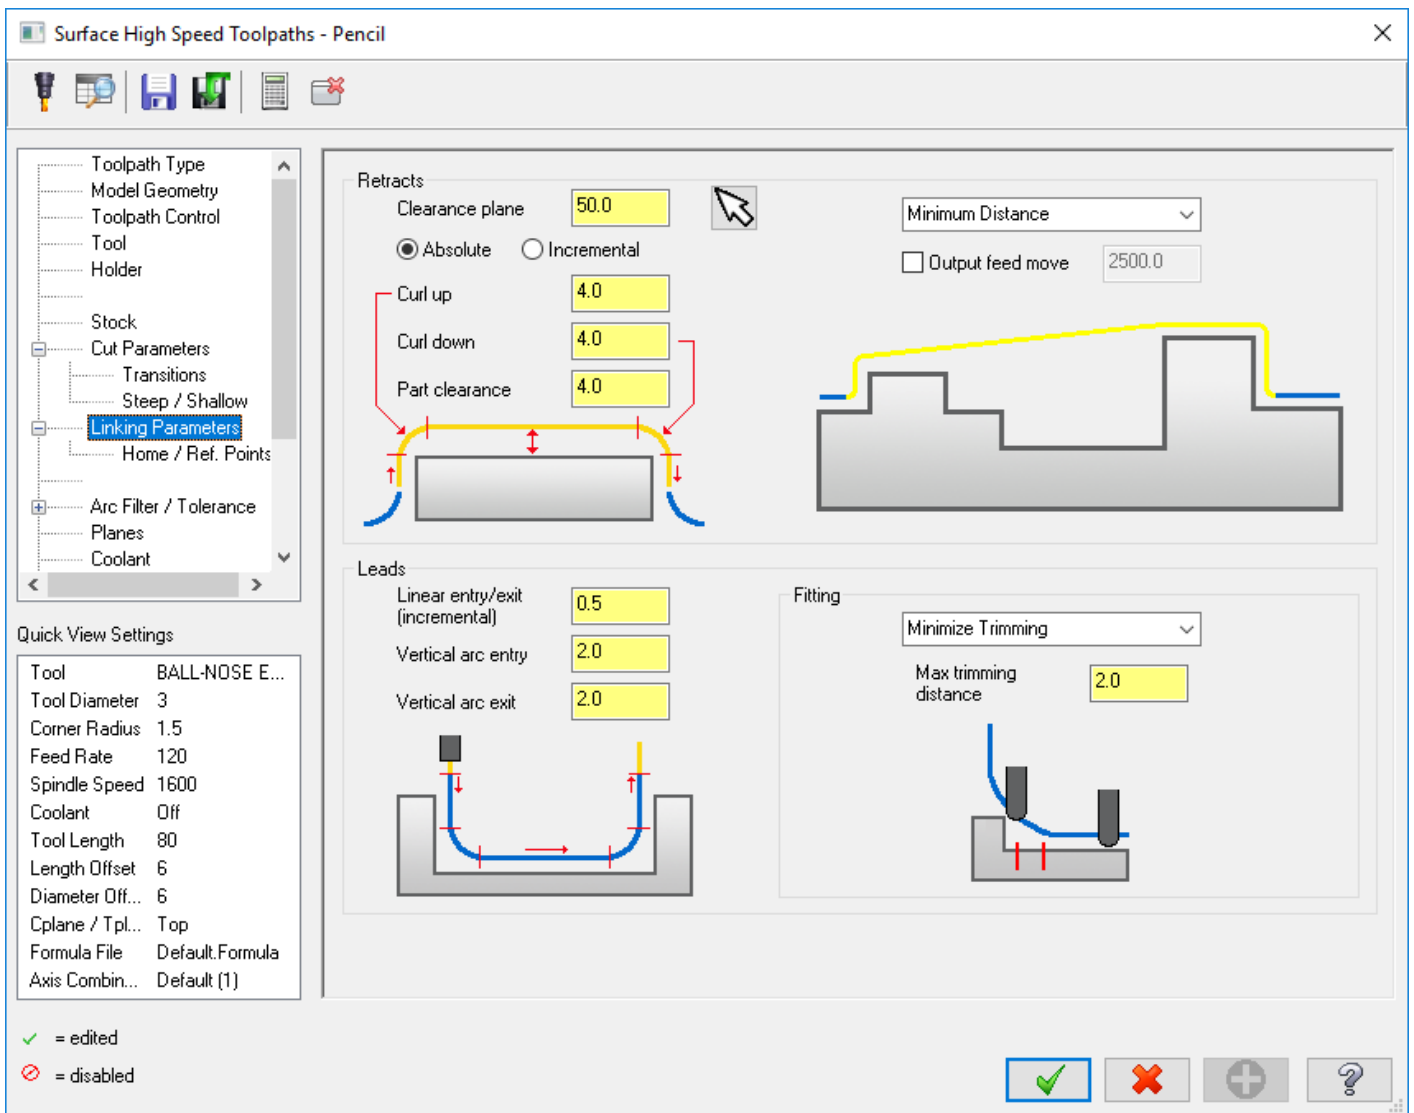 Surface High Speed Toolpaths - Pencil
Toolpath Type
Model Geometry
Toolpath Control
Tool
Holder
Stock
Cut Parameters
Transitions
Steep / Shallow
Linking Parameters
Home / Ref. Points
Arc Filter / Tolerance
Planes
Coolant
Quick View Settings
Tool BALL-NOSE E...
Tool Diameter 3
Corner Radius 1.5
Feed Rate 120
Spindle Speed 1600
Coolant Off
Tool Length 80
Length Offset 6
Diameter Off... 6
Cplane / Tpl... Top
Formula File Default.Formula
Axis Combin... Default (1)
= edited
= disabled
Retracts
Clearance plane 50.0
Absolute Incremental
Curl up 4.0
Curl down 4.0
Part clearance 4.0
Minimum Distance
Output feed move 2500.0
Leads
Linear entry/exit
(incremental) 0.5
Vertical arc entry 2.0
Vertical arc exit 2.0
Fitting
Minimize Trimming
Max trimming
distance 2.0